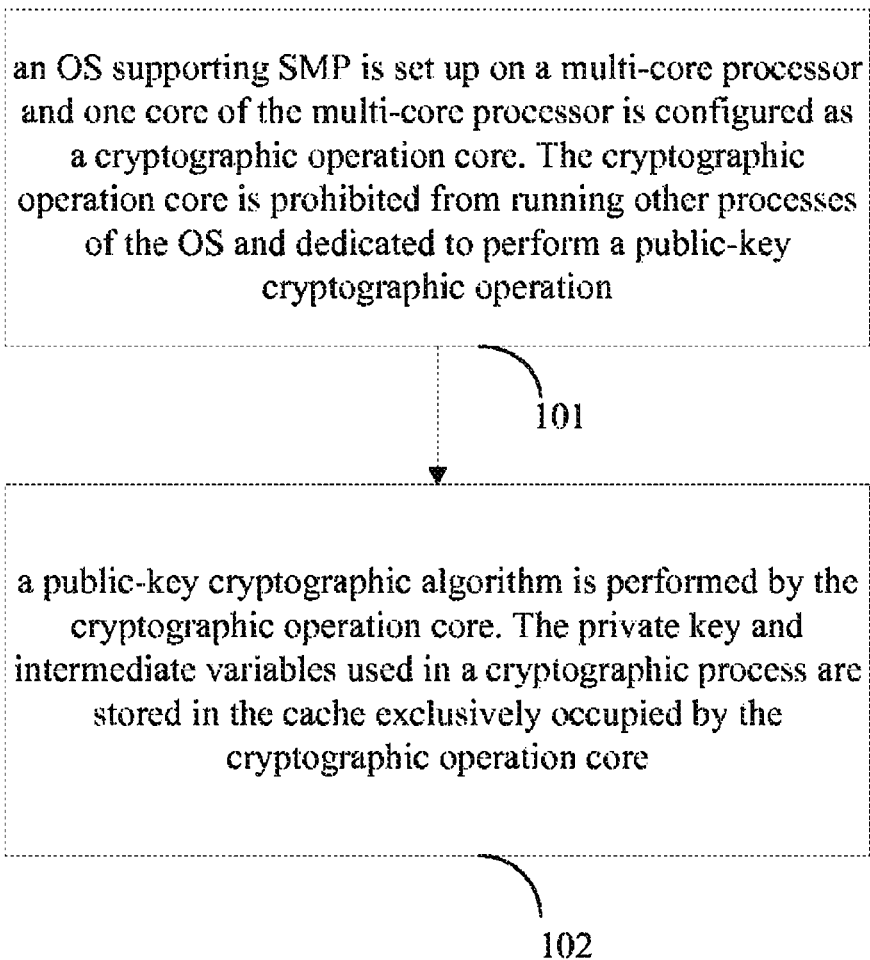 an OS supporting SMP is set up on a multi-core processor
and one core of the multi-core processor is configured as
a cryptographic operation core. The cryptographic
operation core is prohibited from running other processes
of the OS and dedicated to perform a public-key
cryptographic operation
101
a public-key cryptographic algorithm is performed by the
cryptographic operation core. The private key and
intermediate variables used in a cryptographic process are
stored in the cache exclusively occupied by the
cryptographic operation core
102